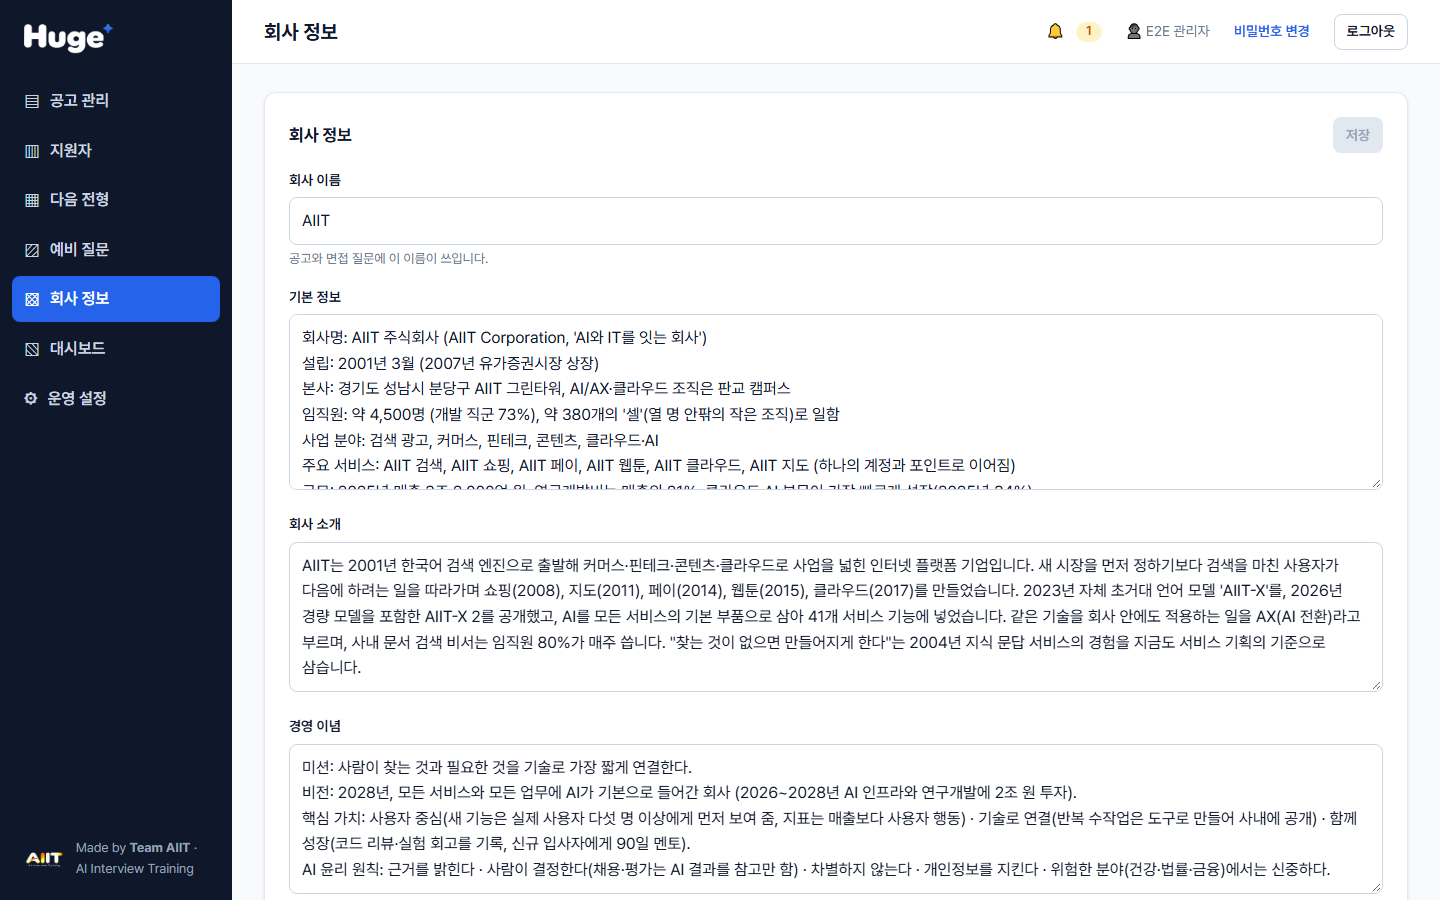 Huge
공고 관리
지원자
다음 전형
예비 질문
회사 정보
대시보드
운영 설정
Made by Team AIIT ·
AI Interview Training
AIIT
회사 정보
1
E2E 관리자
비밀번호 변경
로그아웃
회사 정보
저장
회사 이름
AIIT
공고와 면접 질문에 이 이름이 쓰입니다.
기본 정보
회사명: AIIT 주식회사 (AIIT Corporation, 'AI와 IT를 잇는 회사')
설립: 2001년 3월 (2007년 유가증권시장 상장)
본사: 경기도 성남시 분당구 AIIT 그린타워, AI/AX·클라우드 조직은 판교 캠퍼스
임직원: 약 4,500명 (개발 직군 73%), 약 380개의 '셀'(열 명 안팎의 작은 조직)로 일함
사업 분야: 검색 광고, 커머스, 핀테크, 콘텐츠, 클라우드·AI
주요 서비스: AIIT 검색, AIIT 쇼핑, AIIT 페이, AIIT 웹툰, AIIT 클라우드, AIIT 지도 (하나의 계정과 포인트로 이어짐)
회사 소개
AIIT는 2001년 한국어 검색 엔진으로 출발해 커머스·핀테크·콘텐츠·클라우드로 사업을 넓힌 인터넷 플랫폼 기업입니다. 새 시장을 먼저 정하기보다 검색을 마친 사용자가
다음에 하려는 일을 따라가며 쇼핑(2008), 지도(2011), 페이(2014), 웹툰(2015), 클라우드(2017)를 만들었습니다. 2023년 자체 초거대 언어 모델 'AIIT-X'를, 2026년
경량 모델을 포함한 AIIT-X 2를 공개했고, AI를 모든 서비스의 기본 부품으로 삼아 41개 서비스 기능에 넣었습니다. 같은 기술을 회사 안에도 적용하는 일을 AX(AI 전환)라고
부르며, 사내 문서 검색 비서는 임직원 80%가 매주 씁니다. "찾는 것이 없으면 만들어지게 한다"는 2004년 지식 문답 서비스의 경험을 지금도 서비스 기획의 기준으로
삼습니다.
경영 이념
미션: 사람이 찾는 것과 필요한 것을 기술로 가장 짧게 연결한다.
비전: 2028년, 모든 서비스와 모든 업무에 AI가 기본으로 들어간 회사 (2026~2028년 AI 인프라와 연구개발에 2조 원 투자).
핵심 가치: 사용자 중심(새 기능은 실제 사용자 다섯 명 이상에게 먼저 보여 줌, 지표는 매출보다 사용자 행동) · 기술로 연결(반복 수작업은 도구로 만들어 사내에 공개) · 함께
성장(코드 리뷰·실험 회고를 기록, 신규 입사자에게 90일 멘토).
AI 윤리 원칙: 근거를 밝힌다 · 사람이 결정한다(채용·평가는 AI 결과를 참고만 함) · 차별하지 않는다 · 개인정보를 지킨다 · 위험한 분야(건강·법률·금융)에서는 신중하다.